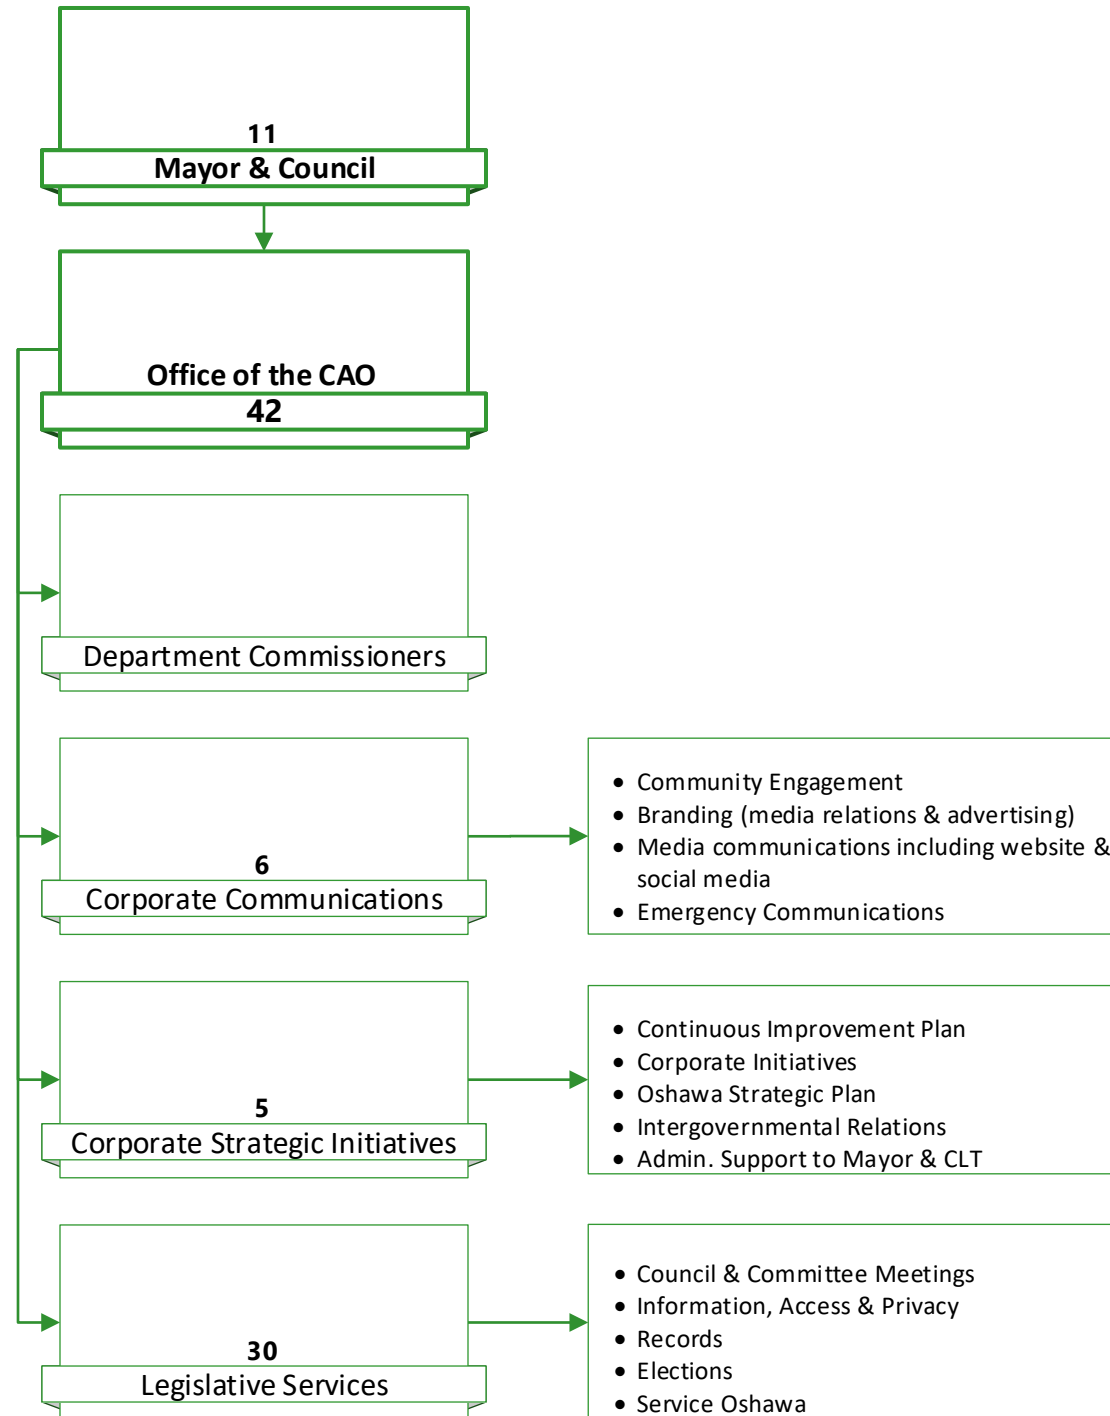 11
Mayor & Council
Office of the CAO
42
Department Commissioners
6
Corporate Communications
• Community Engagement
• Branding (media relations & advertising)
• Media communications including website &
social media
• Emergency Communications
5
Corporate Strategic Initiatives
• Continuous Improvement Plan
• Corporate Initiatives
• Oshawa Strategic Plan
• Intergovernmental Relations
• Admin. Support to Mayor & CLT
30
Legislative Services
• Council & Committee Meetings
• Information, Access & Privacy
• Records
• Elections
• Service Oshawa